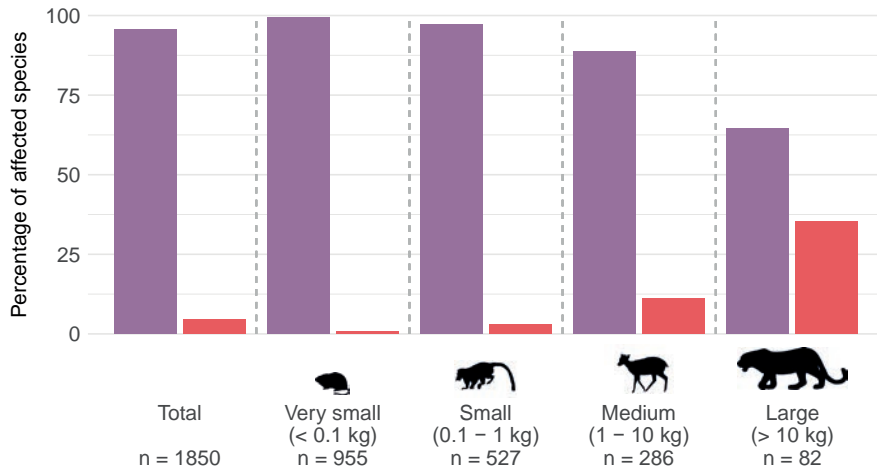 Percentage of affected species
100
75
50
25
0
Total
n = 1850
Very small
(< 0.1 kg)
n = 955
Small
(0.1 − 1 kg)
n = 527
Medium
(1 − 10 kg)
n = 286
Large
(> 10 kg)
n = 82